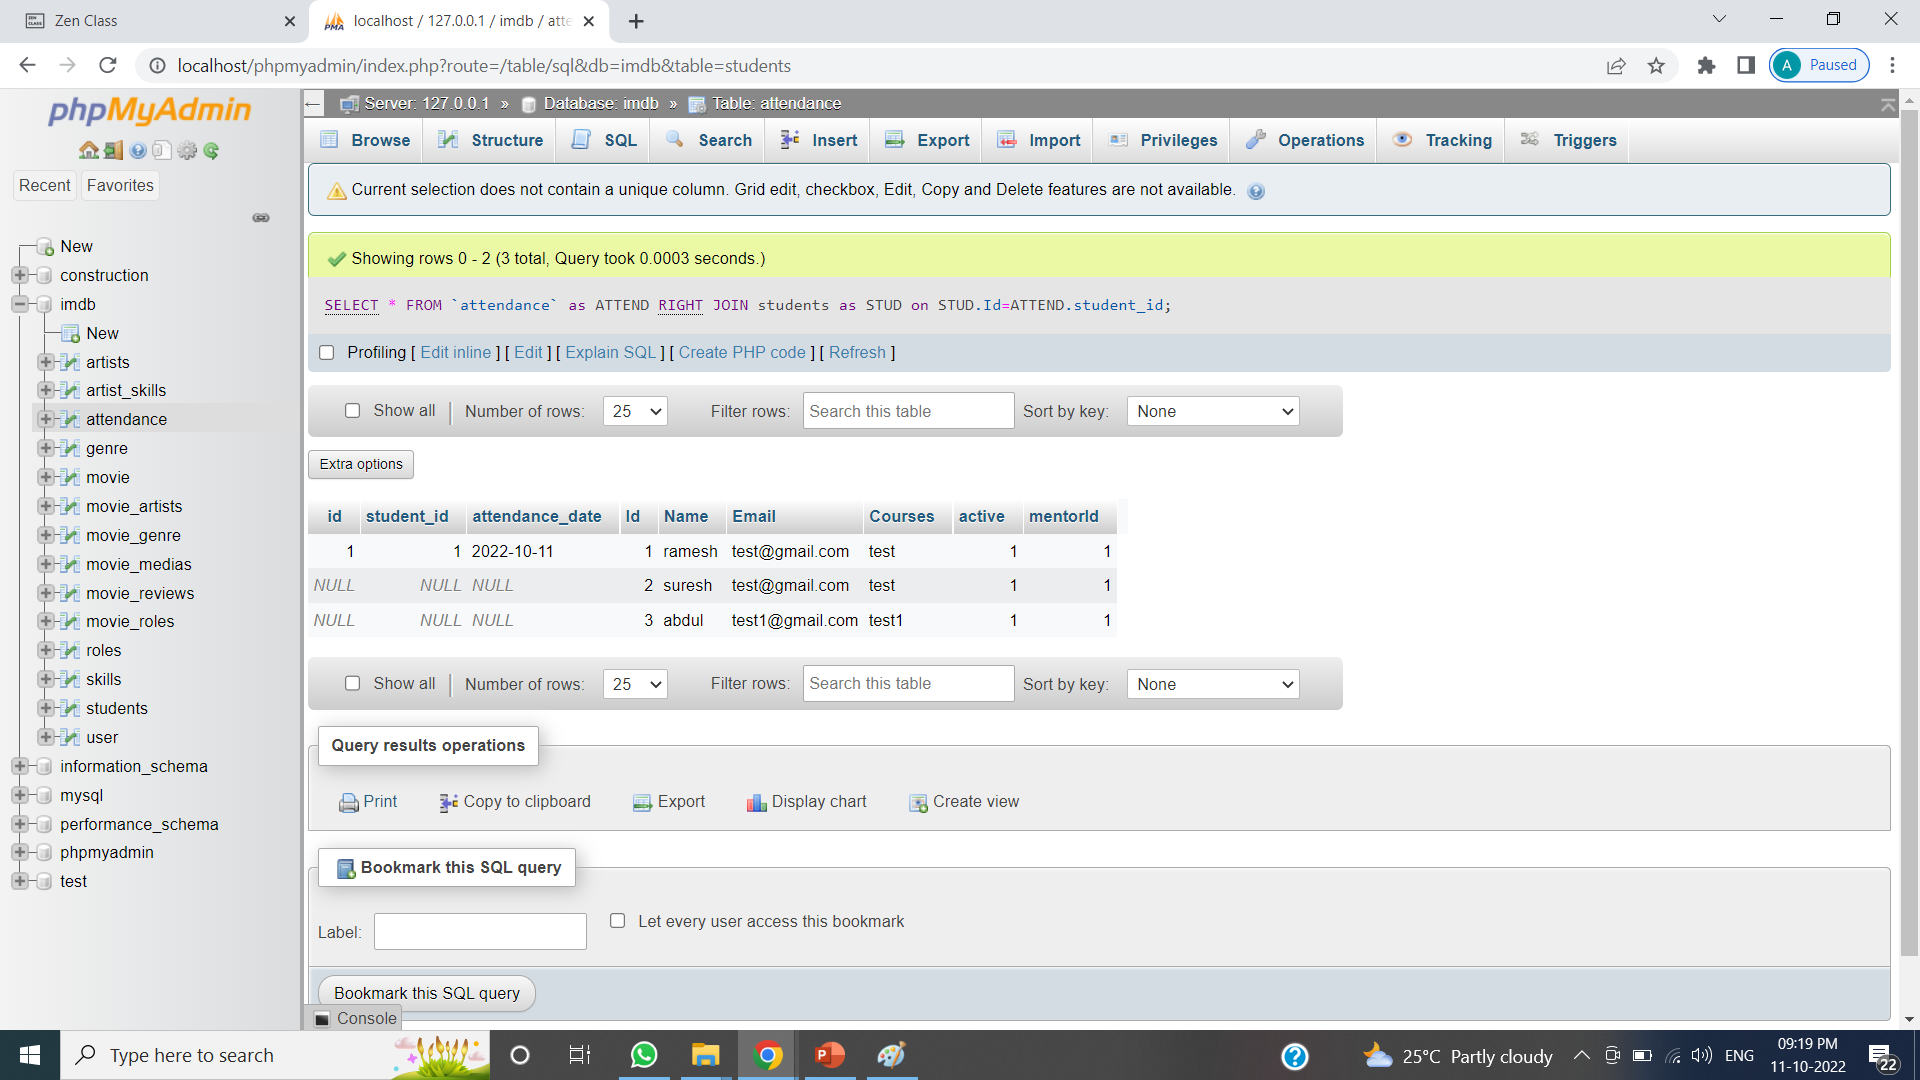 Zen Class
localhost / 127.0.0.1 / imdb / atte
localhost/phpmyadmin/index.php?route=/table/sql&db=imdb&table=students
A Paused
phpMyAdmin
Recent Favorites
New
construction
imdb
New
artists
artist_skills
attendance
genre
movie
movie_artists
movie_genre
movie_medias
movie_reviews
movie_roles
roles
skills
students
user
information_schema
mysql
performance_schema
phpmyadmin
test
Server: 127.0.0.1 » Database: imdb » Table: attendance
Browse Structure SQL Search Insert Export Import Privileges Operations Tracking Triggers
Current selection does not contain a unique column. Grid edit, checkbox, Edit, Copy and Delete features are not available.
Showing rows 0 - 2 (3 total, Query took 0.0003 seconds.)
SELECT * FROM `attendance` as ATTEND RIGHT JOIN students as STUD on STUD.Id=ATTEND.student_id;
Profiling [ Edit inline ] [ Edit ] [ Explain SQL ] [ Create PHP code ] [ Refresh ]
Show all Number of rows: 25 Filter rows: Search this table Sort by key: None
Extra options
id student_id attendance_date Id Name Email Courses active mentorId
1 1 2022-10-11 1 ramesh test@gmail.com test 1 1
NULL NULL NULL 2 suresh test@gmail.com test 1 1
NULL NULL NULL 3 abdul test1@gmail.com test1 1 1
Show all Number of rows: 25 Filter rows: Search this table Sort by key: None
Query results operations
Print Copy to clipboard Export Display chart Create view
Bookmark this SQL query
Label: Let every user access this bookmark
Bookmark this SQL query
Console
Type here to search
25°C Partly cloudy
ENG
09:19 PM
11-10-2022
22